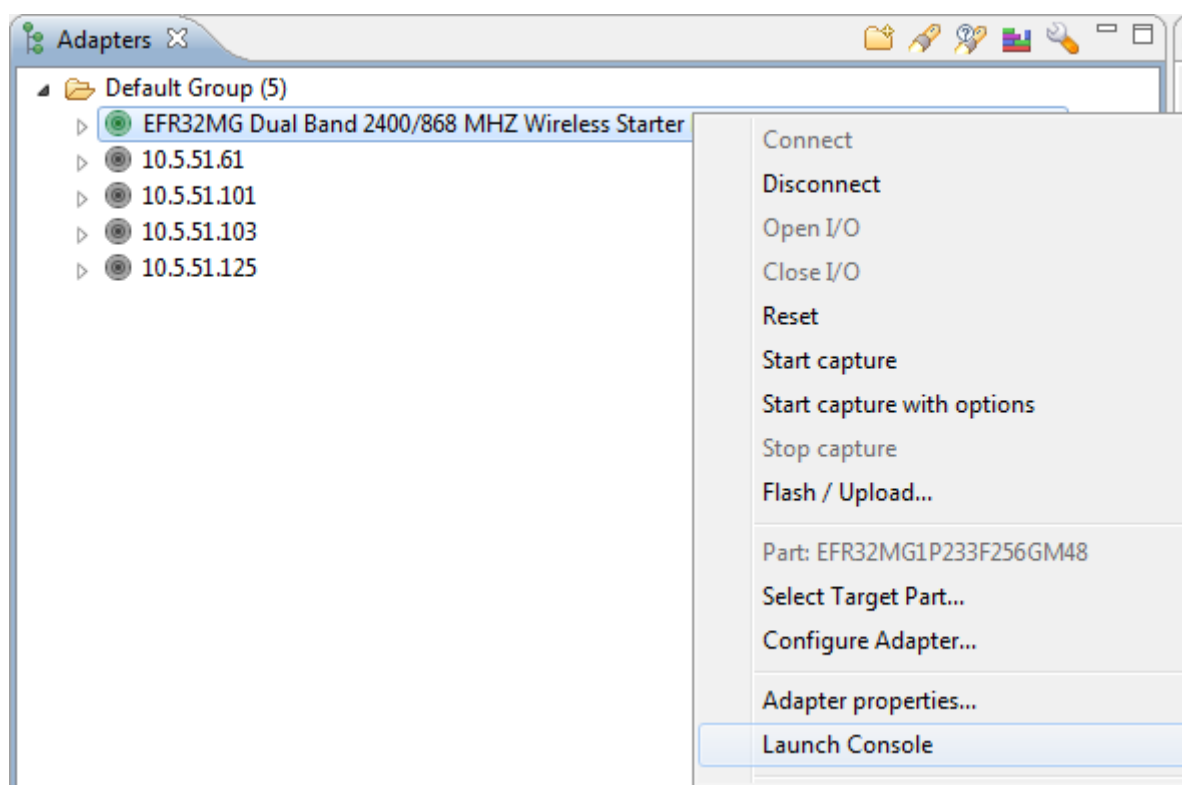 Adapters
Default Group (5)
EFR32MG Dual Band 2400/868 MHZ Wireless Starter
10.5.51.61
10.5.51.101
10.5.51.103
10.5.51.125
Connect
Disconnect
Open I/O
Close I/O
Reset
Start capture
Start capture with options
Stop capture
Flash / Upload...
Part: EFR32MG1P233F256GM48
Select Target Part...
Configure Adapter...
Adapter properties...
Launch Console